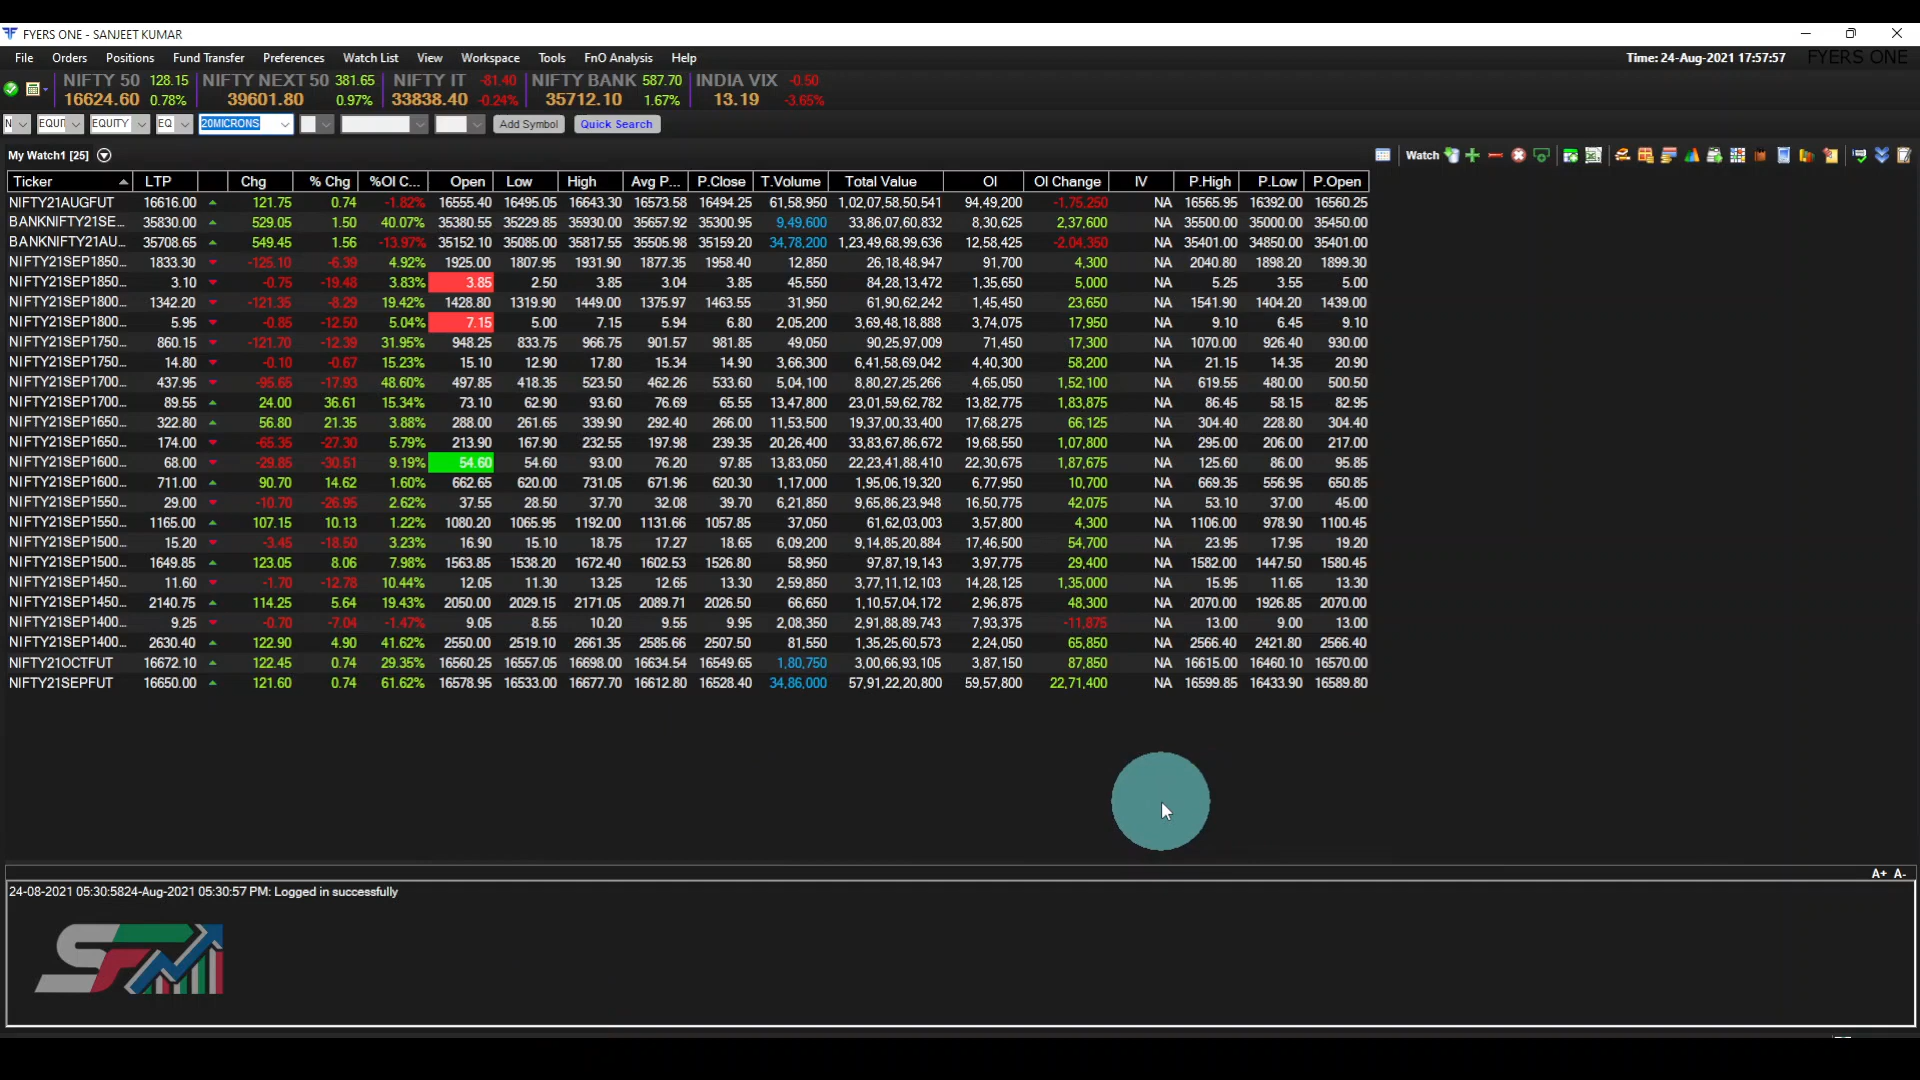 FYERS ONE - SANJEET KUMAR
File Orders Positions Fund Transfer Preferences Watch List View Workspace Tools FnO Analysis Help Time: 24-Aug-2021 17:57:57 FYERS ONE
NIFTY 50 128.15 NIFTY NEXT 50 381.65 NIFTY IT -81.40 NIFTY BANK 587.70 INDIA VIX -0.50
16624.60 0.78% 39601.80 0.97% 33838.40 -0.24% 35712.10 1.67% 13.19 -3.65%
N EQUIT EQUITY EQ 20MICRONS Add Symbol Quick Search
My Watch1 [25] Watch
Ticker LTP Chg % Chg %OI C... Open Low High Avg P... P.Close T.Volume Total Value OI OI Change IV P.High P.Low P.Open
NIFTY21AUGFUT 16616.00 121.75 0.74 -1.82% 16555.40 16495.05 16643.30 16573.58 16494.25 61,58,950 1,02,07,58,50,541 94,49,200 -1,75,250 NA 16565.95 16392.00 16560.25
BANKNIFTY21SE... 35830.00 529.05 1.50 40.07% 35380.55 35229.85 35930.00 35657.92 35300.95 9,49,600 33,86,07,60,832 8,30,625 2,37,600 NA 35500.00 35000.00 35450.00
BANKNIFTY21AU... 35708.65 549.45 1.56 -13.97% 35152.10 35085.00 35817.55 35505.98 35159.20 34,78,200 1,23,49,68,99,636 12,58,425 -2,04,350 NA 35401.00 34850.00 35401.00
NIFTY21SEP1850... 1833.30 -125.10 -6.39 4.92% 1925.00 1807.95 1931.90 1877.35 1958.40 12,850 26,18,48,947 91,700 4,300 NA 2040.80 1898.20 1899.30
NIFTY21SEP1850... 3.10 -0.75 -19.48 3.83% 3.85 2.50 3.85 3.04 3.85 45,550 84,28,13,472 1,35,650 5,000 NA 5.25 3.55 5.00
NIFTY21SEP1800... 1342.20 -121.35 -8.29 19.42% 1428.80 1319.90 1449.00 1375.97 1463.55 31,950 61,90,62,242 1,45,450 23,650 NA 1541.90 1404.20 1439.00
NIFTY21SEP1800... 5.95 -0.85 -12.50 5.04% 7.15 5.00 7.15 5.94 6.80 2,05,200 3,69,48,18,888 3,74,075 17,950 NA 9.10 6.45 9.10
NIFTY21SEP1750... 860.15 -121.70 -12.39 31.95% 948.25 833.75 966.75 901.57 981.85 49,050 90,25,97,009 71,450 17,300 NA 1070.00 926.40 930.00
NIFTY21SEP1750... 14.80 -0.10 -0.67 15.23% 15.10 12.90 17.80 15.34 14.90 3,66,300 6,41,58,69,042 4,40,300 58,200 NA 21.15 14.35 20.90
NIFTY21SEP1700... 437.95 -95.65 -17.93 48.60% 497.85 418.35 523.50 462.26 533.60 5,04,100 8,80,27,25,266 4,65,050 1,52,100 NA 619.55 480.00 500.50
NIFTY21SEP1700... 89.55 24.00 36.61 15.34% 73.10 62.90 93.60 76.69 65.55 13,47,800 23,01,59,62,782 13,82,775 1,83,875 NA 86.45 58.15 82.95
NIFTY21SEP1650... 322.80 56.80 21.35 3.88% 288.00 261.65 339.90 292.40 266.00 11,53,500 19,37,00,33,400 17,68,275 66,125 NA 304.40 228.80 304.40
NIFTY21SEP1650... 174.00 -65.35 -27.30 5.79% 213.90 167.90 232.55 197.98 239.35 20,26,400 33,83,67,86,672 19,68,550 1,07,800 NA 295.00 206.00 217.00
NIFTY21SEP1600... 68.00 -29.85 -30.51 9.19% 54.60 54.60 93.00 76.20 97.85 13,83,050 22,23,41,88,410 22,30,675 1,87,675 NA 125.60 86.00 95.85
NIFTY21SEP1600... 711.00 90.70 14.62 1.60% 662.65 620.00 731.05 671.96 620.30 1,17,000 1,95,06,19,320 6,77,950 10,700 NA 669.35 556.95 650.85
NIFTY21SEP1550... 29.00 -10.70 -26.95 2.62% 37.55 28.50 37.70 32.08 39.70 6,21,850 9,65,86,23,948 16,50,775 42,075 NA 53.10 37.00 45.00
NIFTY21SEP1550... 1165.00 107.15 10.13 1.22% 1080.20 1065.95 1192.00 1131.66 1057.85 37,050 61,62,03,003 3,57,800 4,300 NA 1106.00 978.90 1100.45
NIFTY21SEP1500... 15.20 -3.45 -18.50 3.23% 16.90 15.10 18.75 17.27 18.65 6,09,200 9,14,85,20,884 17,46,500 54,700 NA 23.95 17.95 19.20
NIFTY21SEP1500... 1649.85 123.05 8.06 7.98% 1563.85 1538.20 1672.40 1602.53 1526.80 58,950 97,87,19,143 3,97,775 29,400 NA 1582.00 1447.50 1580.45
NIFTY21SEP1450... 11.60 -1.70 -12.78 10.44% 12.05 11.30 13.25 12.65 13.30 2,59,850 3,77,11,12,103 14,28,125 1,35,000 NA 15.95 11.65 13.30
NIFTY21SEP1450... 2140.75 114.25 5.64 19.43% 2050.00 2029.15 2171.05 2089.71 2026.50 66,650 1,10,57,04,172 2,96,875 48,300 NA 2070.00 1926.85 2070.00
NIFTY21SEP1400... 9.25 -0.70 -7.04 -1.47% 9.05 8.55 10.20 9.55 9.95 2,08,350 2,91,88,89,743 7,93,375 -11,875 NA 13.00 9.00 13.00
NIFTY21SEP1400... 2630.40 122.90 4.90 41.62% 2550.00 2519.10 2661.35 2585.66 2507.50 81,550 1,35,25,60,573 2,24,050 65,850 NA 2566.40 2421.80 2566.40
NIFTY21OCTFUT 16672.10 122.45 0.74 29.35% 16560.25 16557.05 16698.00 16634.54 16549.65 1,80,750 3,00,66,93,105 3,87,150 87,850 NA 16615.00 16460.10 16570.00
NIFTY21SEPFUT 16650.00 121.60 0.74 61.62% 16578.95 16533.00 16677.70 16612.80 16528.40 34,86,000 57,91,22,20,800 59,57,800 22,71,400 NA 16599.85 16433.90 16589.80
A+ A-
24-08-2021 05:30:5824-Aug-2021 05:30:57 PM: Logged in successfully
SFM